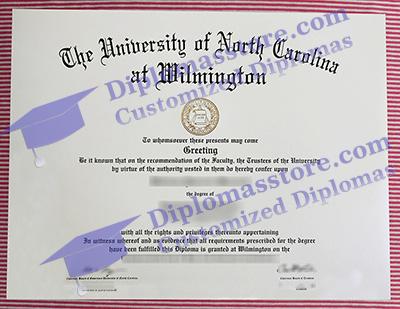 The University of North Carolina
at Wilmington
Diplomasstore.com
Customized Diplomas
To whomsoever these presents may come
Greeting
Be it known that on the recommendation of the Faculty, the Trustees of the University
by virtue of the authority vested in them do hereby confer upon
the degree of
Diplomasstore.com
Customized Diplomas
with all the rights and privileges thereunto appertaining
In witness whereof and as evidence that all requirements prescribed for the degree
have been fulfilled this Diploma is granted at Wilmington on the